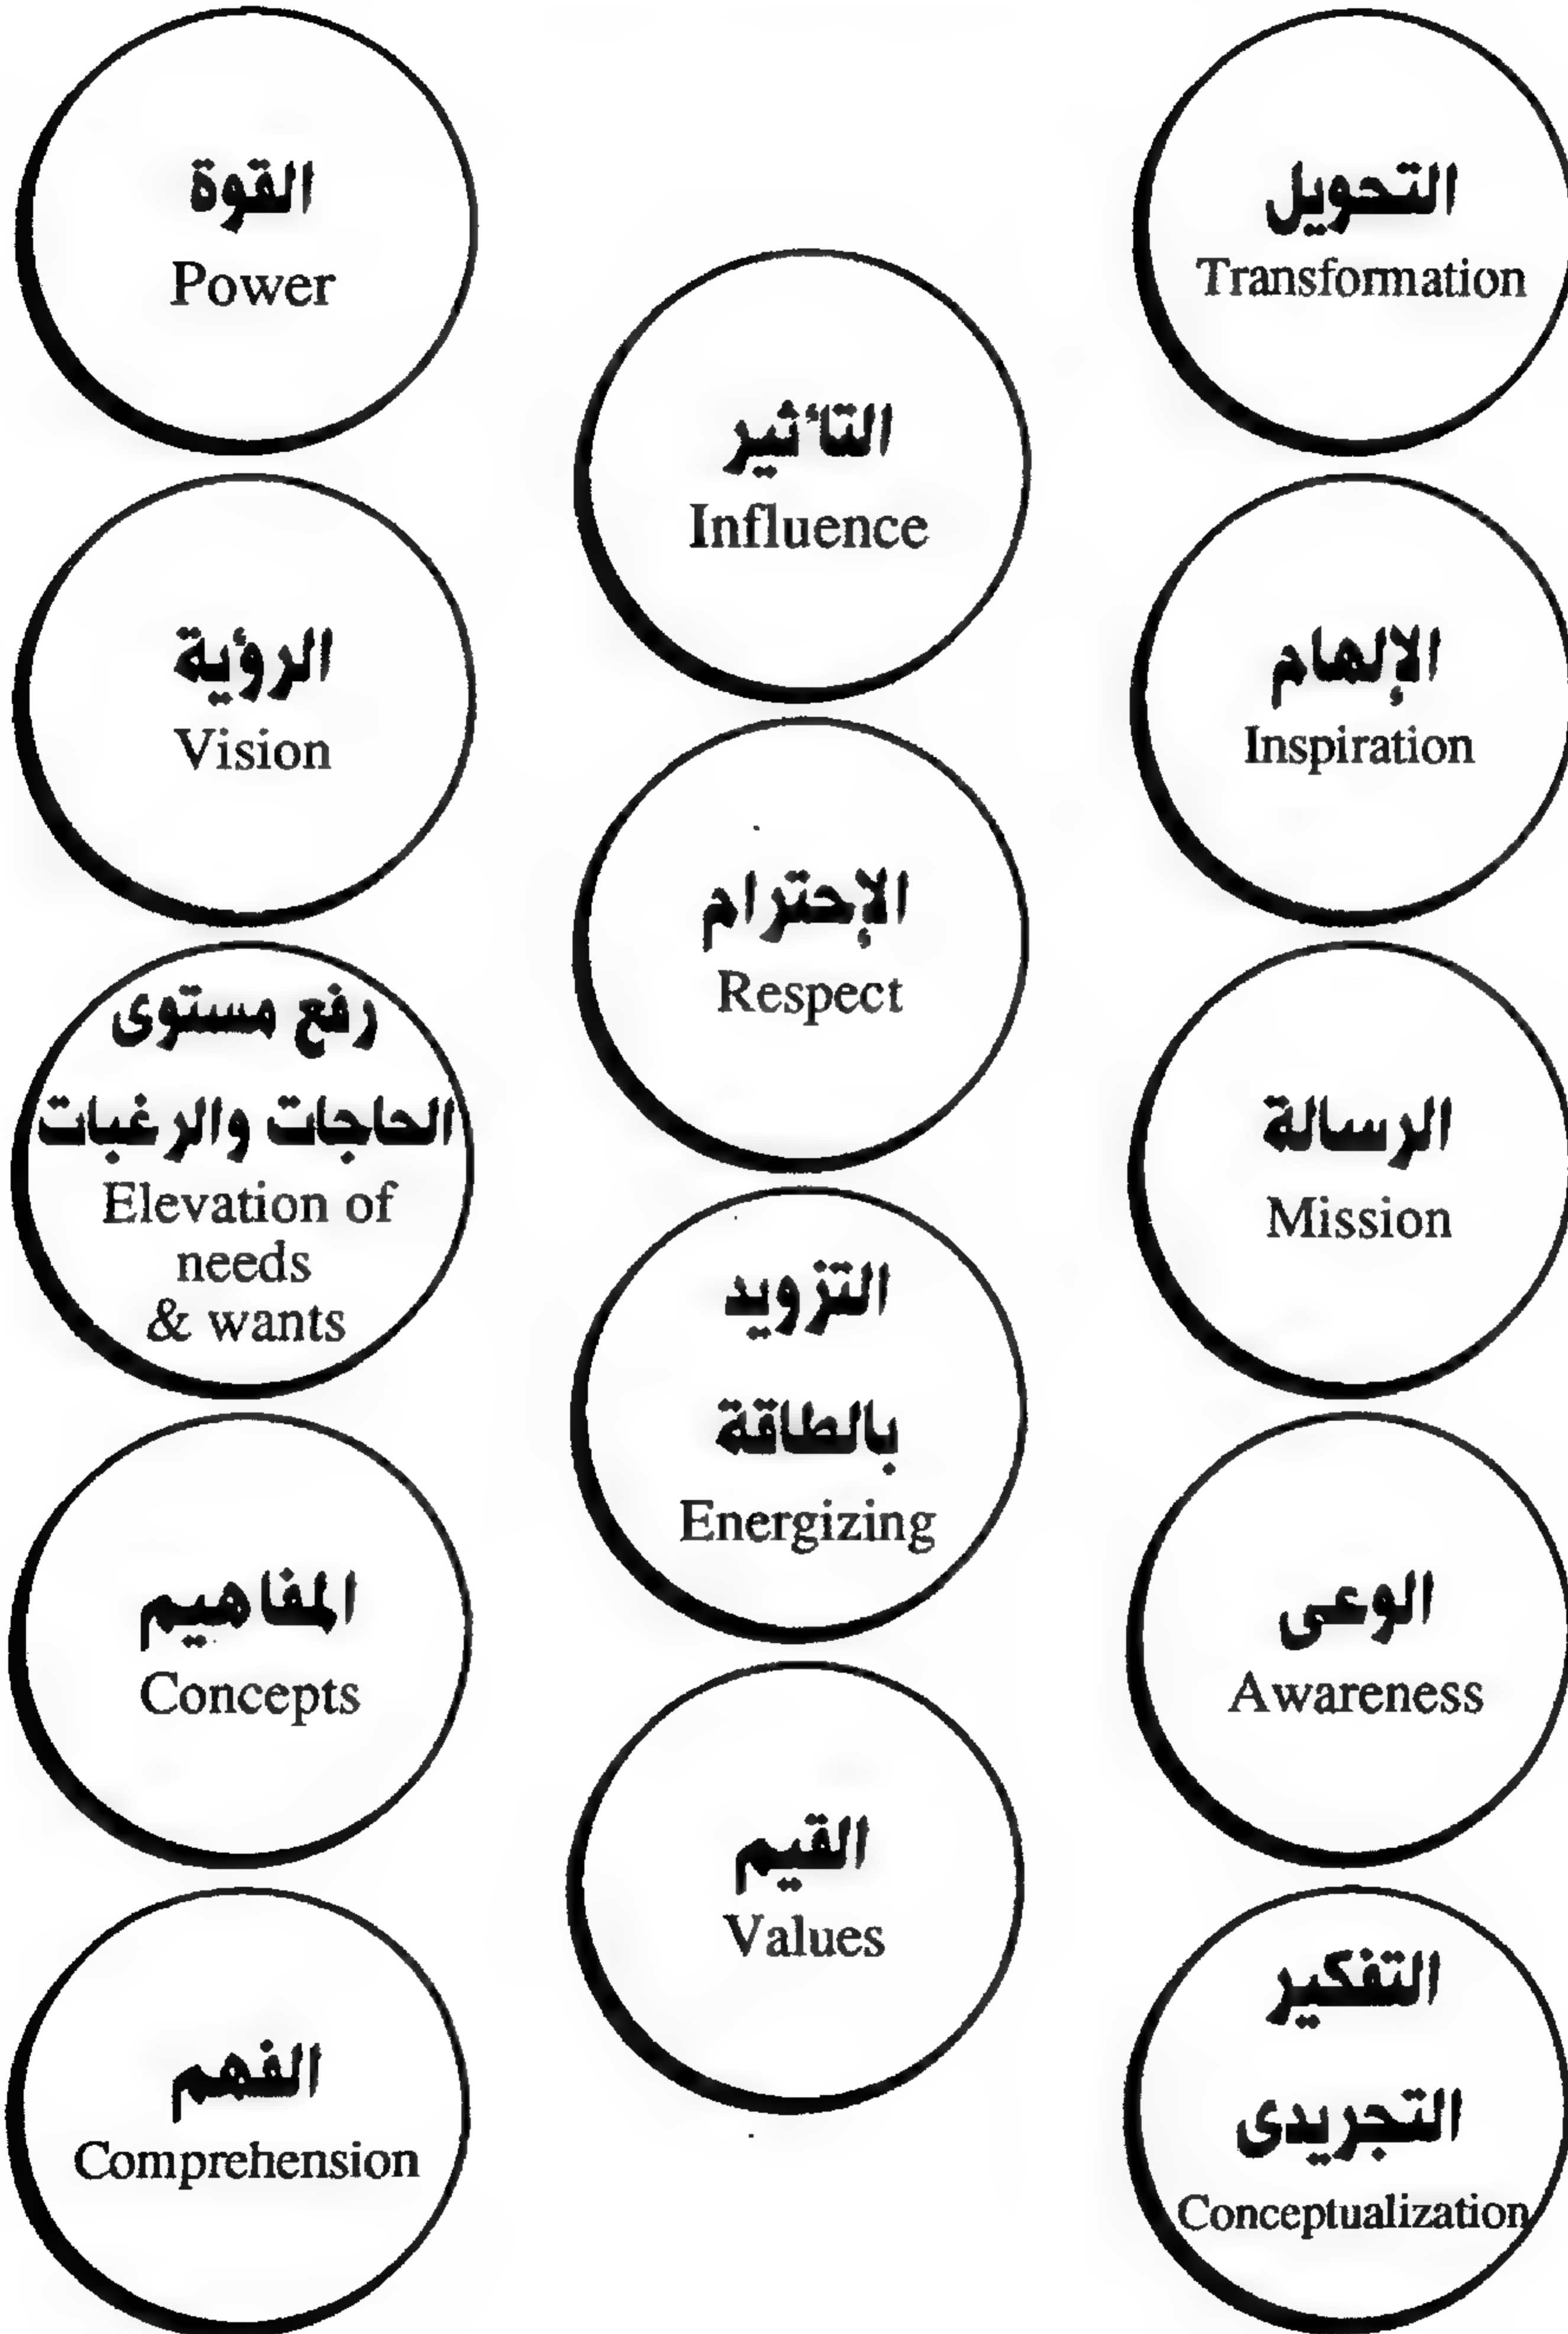 القوة
Power
التحويل
Transformation
التأثير
Influence
الرؤية
Vision
الإلهام
Inspiration
الإحترام
Respect
رفع مستوى
الحاجات والرغبات
Elevation of
needs
& wants
الرسالة
Mission
التزويد
بالطاقة
Energizing
المفاهيم
Concepts
الوعى
Awareness
القيم
Values
الفهم
Comprehension
التفكير
التجريدى
Conceptualization